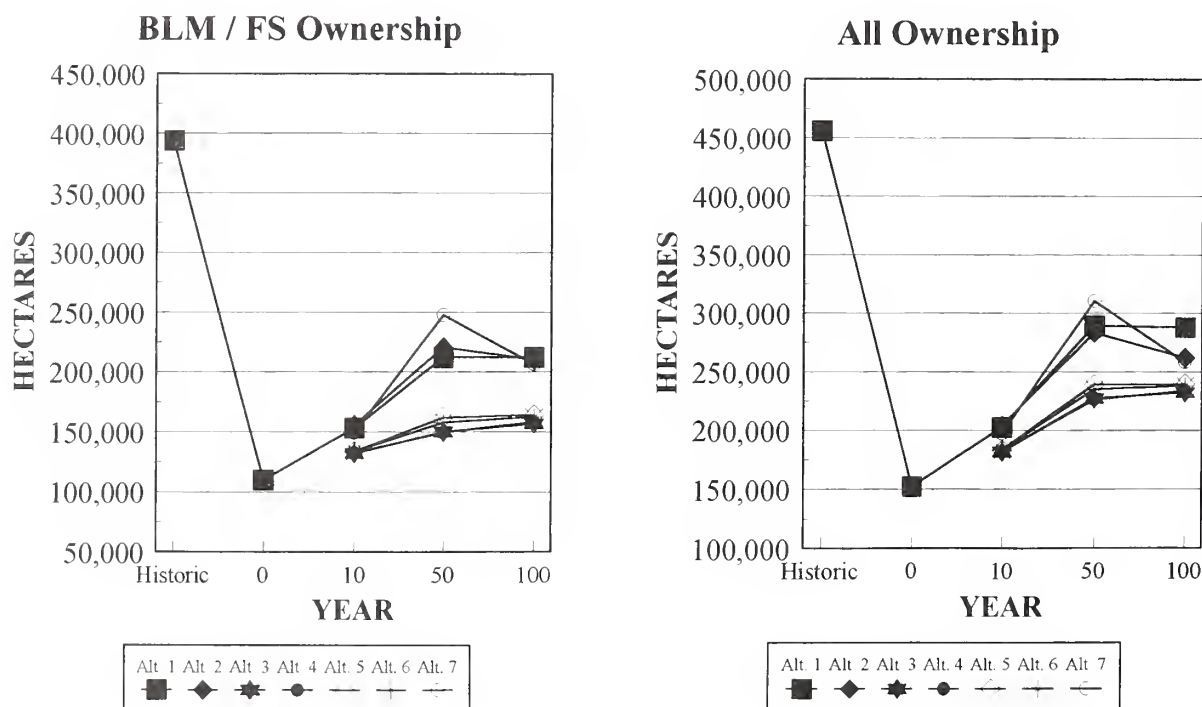 BLM / FS Ownership
450,000
400,000
350,000
300,000
250,000
200,000
150,000
100,000
50,000
HECTARES
Historic 0 10 50 100
YEAR
Alt 1 Alt 2 Alt 3 Alt 4 Alt. 5 Alt. 6 Alt. 7
All Ownership
500,000
450,000
400,000
350,000
300,000
250,000
200,000
150,000
100,000
HECTARES
Historic 0 10 50 100
YEAR
Alt. 1 Alt. 2 Alt. 3 Alt. 4 Alt. 5 Alt. 6 Alt 7